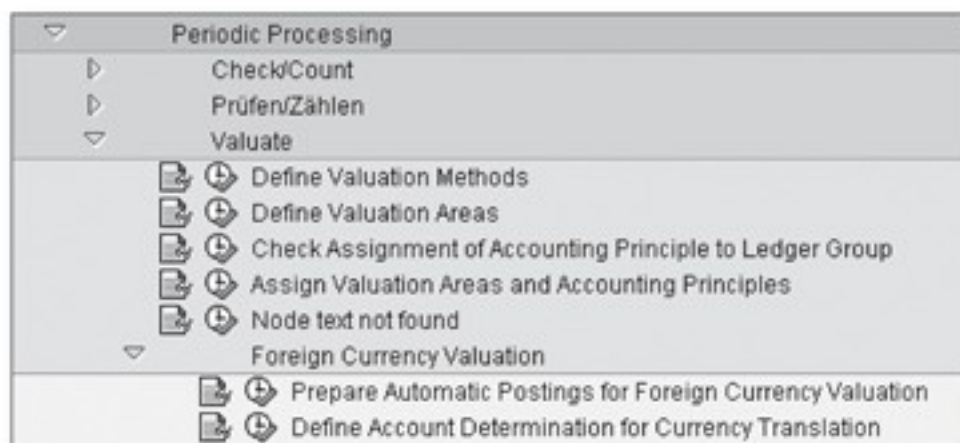 Periodic Processing
Check/Count
Prüfen/Zählen
Valuate
Define Valuation Methods
Define Valuation Areas
Check Assignment of Accounting Principle to Ledger Group
Assign Valuation Areas and Accounting Principles
Node text not found
Foreign Currency Valuation
Prepare Automatic Postings for Foreign Currency Valuation
Define Account Determination for Currency Translation